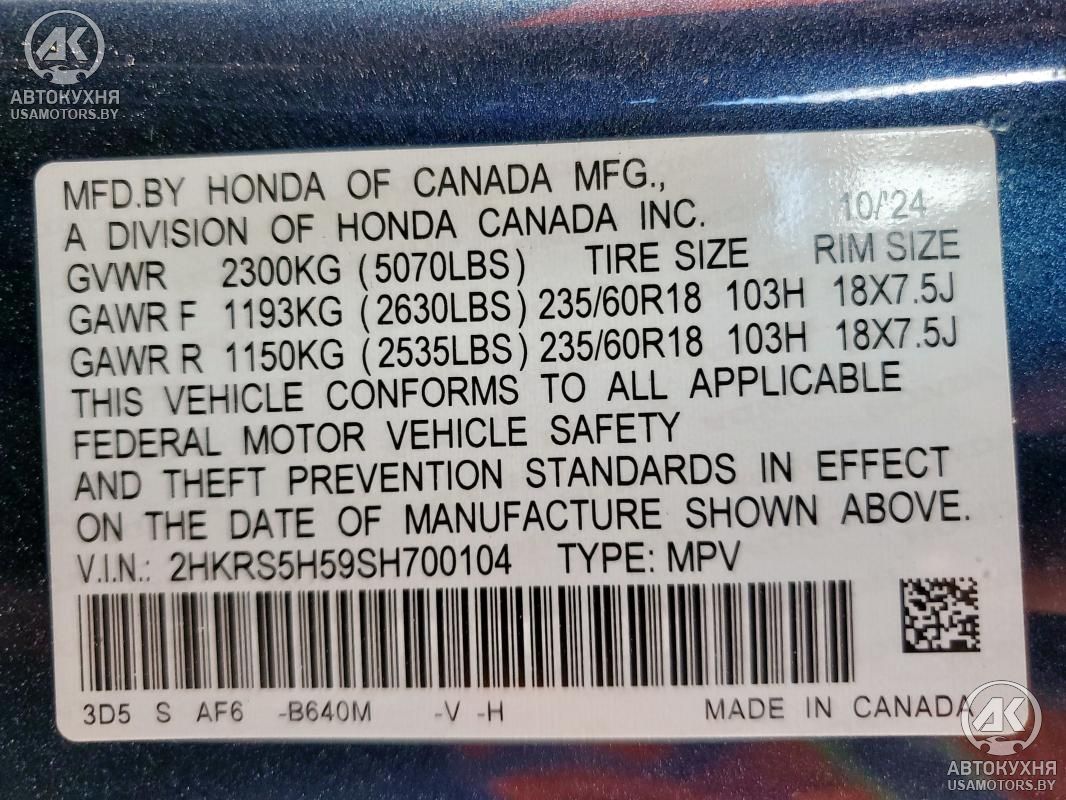 АК
АВТОКУХНЯ
USAMOTORS.BY
MFD.BY HONDA OF CANADA MFG.,
A DIVISION OF HONDA CANADA INC. 10/'24
GVWR 2300KG (5070LBS) TIRE SIZE RIM SIZE
GAWR F 1193KG (2630LBS) 235/60R18 103H 18X7.5J
GAWR R 1150KG (2535LBS) 235/60R18 103H 18X7.5J
THIS VEHICLE CONFORMS TO ALL APPLICABLE
FEDERAL MOTOR VEHICLE SAFETY
AND THEFT PREVENTION STANDARDS IN EFFECT
ON THE DATE OF MANUFACTURE SHOWN ABOVE.
V.I.N.: 2HKRS5H59SH700104 TYPE: MPV
3D5 S AF6 -B640M -V -H MADE IN CANADA
АК
АВТОКУХНЯ
USAMOTORS.BY